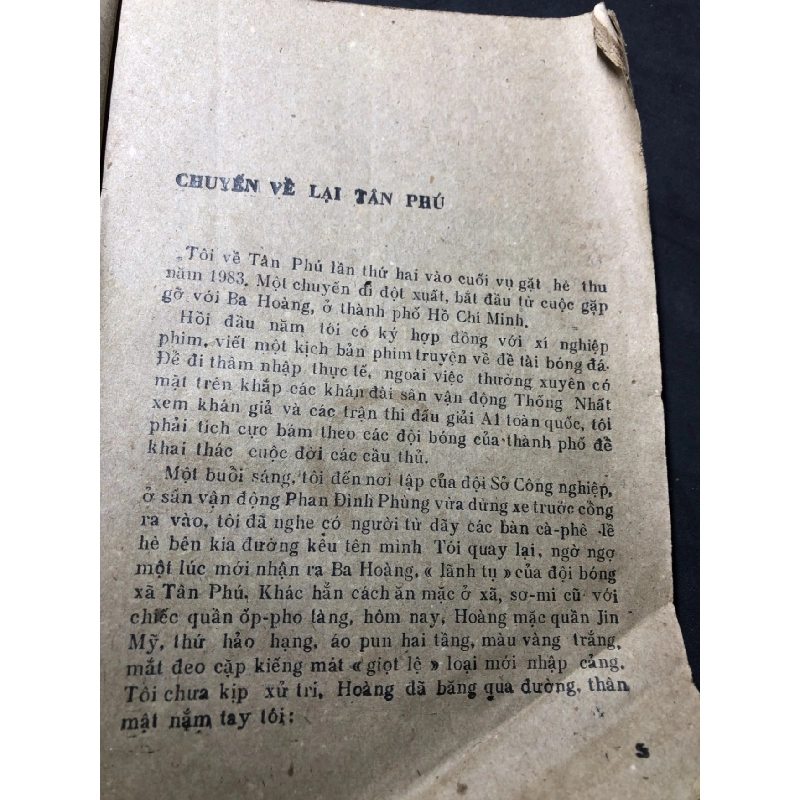 CHUYẾN VỀ LẠI TÂN PHÚ
Tôi về Tân Phú lần thứ hai vào cuối vụ gặt hè thu
năm 1983. Một chuyến đi đột xuất, bắt đầu từ cuộc gặp
gỡ với Ba Hoàng, ở thành phố Hồ Chí Minh.
Hồi đầu năm tôi có ký hợp đồng với xí nghiệp
phim, viết một kịch bản phim truyện về đề tài bóng đá.
Để đi thâm nhập thực tế, ngoài việc thường xuyên có
mặt trên khắp các khán đài sân vận động Thống Nhất
xem khán giả và các trận thi đấu giải A1 toàn quốc, tôi
phải tích cực bám theo các đội bóng của thành phố để
khai thác cuộc đời các cầu thủ.
Một buổi sáng, tôi đến nơi tập của đội Sở Công nghiệp,
ở sân vận động Phan Đình Phùng vừa dừng xe trước cổng
ra vào, tôi đã nghe có người từ dãy các bàn cà-phê lề
hè bên kia đường kêu tên mình Tôi quay lại, ngờ ngợ
một lúc mới nhận ra Ba Hoàng, « lãnh tụ » của đội bóng
xã Tân Phú. Khác hẳn cách ăn mặc ở xã, sơ-mi cũ với
chiếc quần ốp-pho làng, hôm nay, Hoàng mặc quần Jin
Mỹ, thứ hảo hạng, áo pun hai tầng, màu vàng trắng,
mắt đeo cặp kiếng mát « giọt lệ » loại mới nhập cảng.
Tôi chưa kịp xử trí, Hoàng đã băng qua đường, thân
mật nắm tay tôi:
5